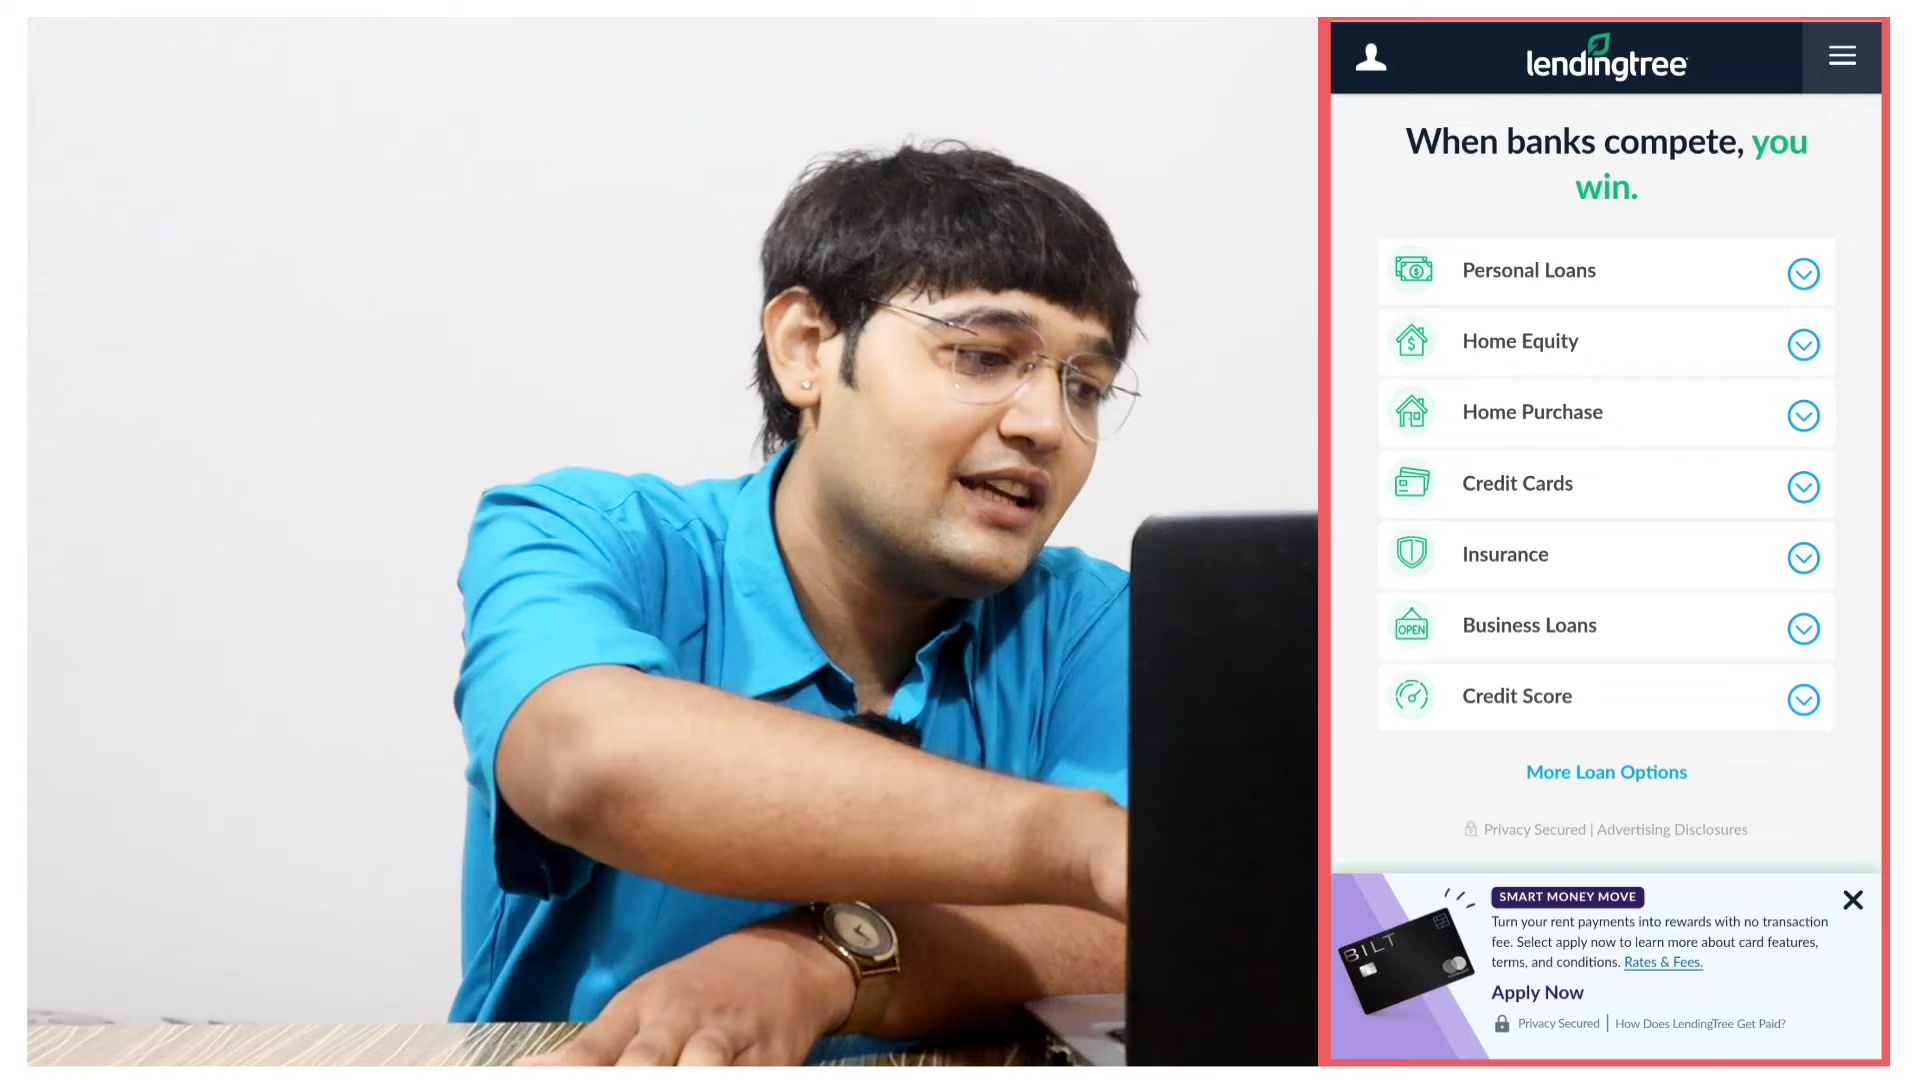 lendingtree
When banks compete, you
win.
Personal Loans
Home Equity
Home Purchase
Credit Cards
Insurance
OPEN
Business Loans
Credit Score
More Loan Options
Privacy Secured | Advertising Disclosures
SMART MONEY MOVE
Turn your rent payments into rewards with no transaction
fee. Select apply now to learn more about card features,
terms, and conditions. Rates & Fees.
BILT
Apply Now
Privacy Secured | How Does LendingTree Get Paid?